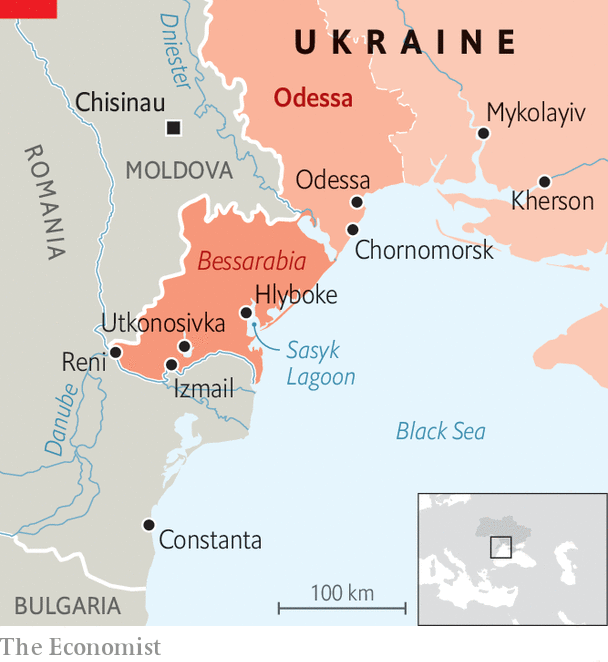 UKRAINE
Dniester
Odessa
Chisinau
Mykolayiv
MOLDOVA
ROMANIA
Odessa
Kherson
Chornomorsk
Bessarabia
Hlyboke
Utkonosivka
Sasyk
Lagoon
Reni
Izmail
Danube
Black Sea
Constanta
100 km
BULGARIA
The Economist